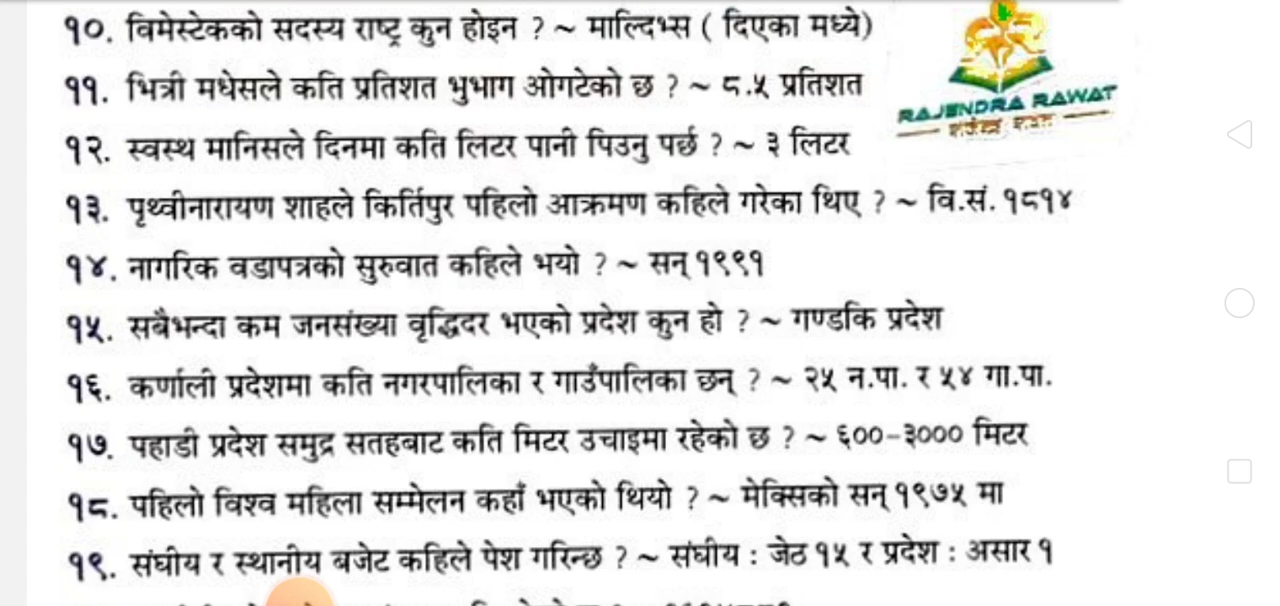 १०. विमेस्टेकको सदस्य राष्ट्र कुन होइन ? ~ माल्दिभ्स ( दिएका मध्ये)
११. भित्री मधेसले कति प्रतिशत भुभाग ओगटेको छ ? ~ ८.५ प्रतिशत
RAJENDRA RAWAT
१२. स्वस्थ मानिसले दिनमा कति लिटर पानी पिउनु पर्छ ? ~ ३ लिटर
१३. पृथ्वीनारायण शाहले किर्तिपुर पहिलो आक्रमण कहिले गरेका थिए ? ~ वि.सं. १८१४
१४. नागरिक वडापत्रको सुरुवात कहिले भयो ? ~ सन् १९९१
१५. सबैभन्दा कम जनसंख्या वृद्धिदर भएको प्रदेश कुन हो ? ~ गण्डकि प्रदेश
१६. कर्णाली प्रदेशमा कति नगरपालिका र गाउँपालिका छन् ? ~ २५ न.पा. र ५४ गा.पा.
१७. पहाडी प्रदेश समुद्र सतहबाट कति मिटर उचाइमा रहेको छ ? ~ ६००-३००० मिटर
१८. पहिलो विश्व महिला सम्मेलन कहाँ भएको थियो ? ~ मेक्सिको सन् १९७५ मा
१९. संघीय र स्थानीय बजेट कहिले पेश गरिन्छ ? ~ संघीय : जेठ १५ र प्रदेश : असार १